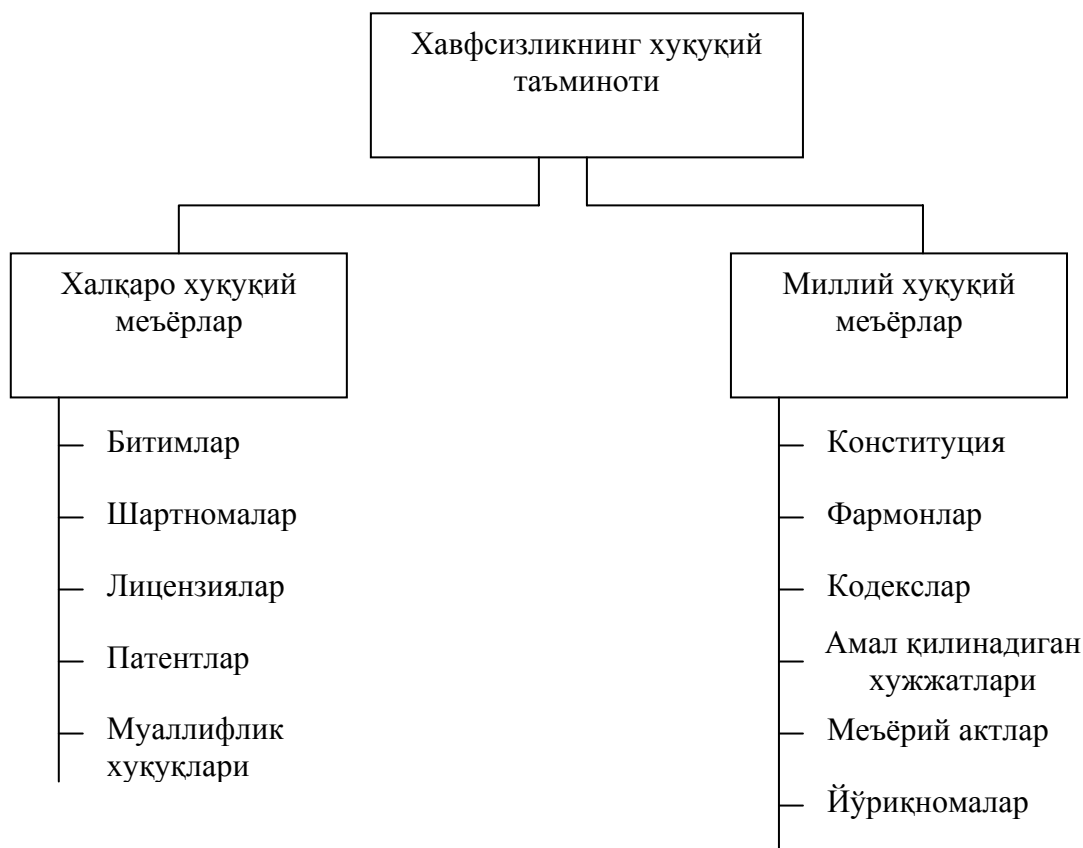 Хавфсизликнинг хуқуқий
таъминоти
Халқаро хуқуқий
меъёрлар
Битимлар
Шартномалар
Лицензиялар
Патентлар
Муаллифлик
хуқуқлари
Миллий хуқуқий
меъёрлар
Конституция
Фармонлар
Кодекслар
Амал қилинадиган
хужжатлари
Меъёрий актлар
Йўриқномалар